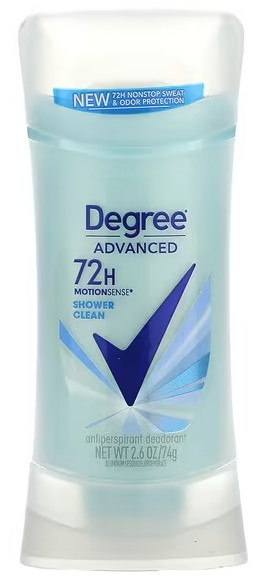 NEW 72H NONSTOP SWEAT
& ODOR PROTECTION
Degree
ADVANCED
72H
MOTIONSENSE®
SHOWER
CLEAN
antiperspirant deodorant
NET WT 2.6 OZ/74g